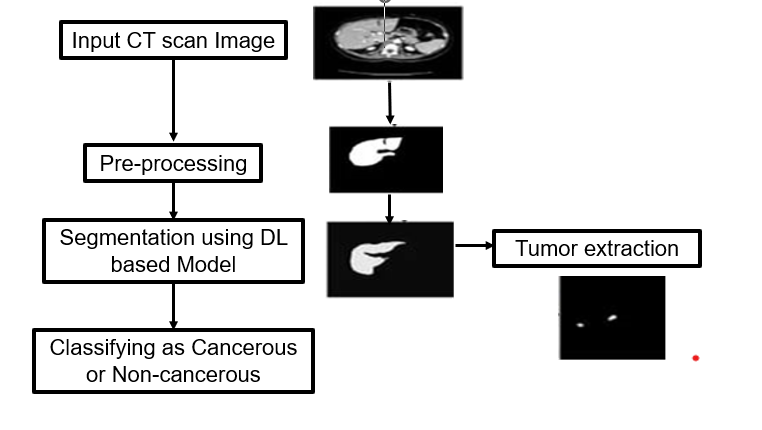 Input CT scan Image
Pre-processing
Segmentation using DL
based Model
Tumor extraction
Classifying as Cancerous
or Non-cancerous